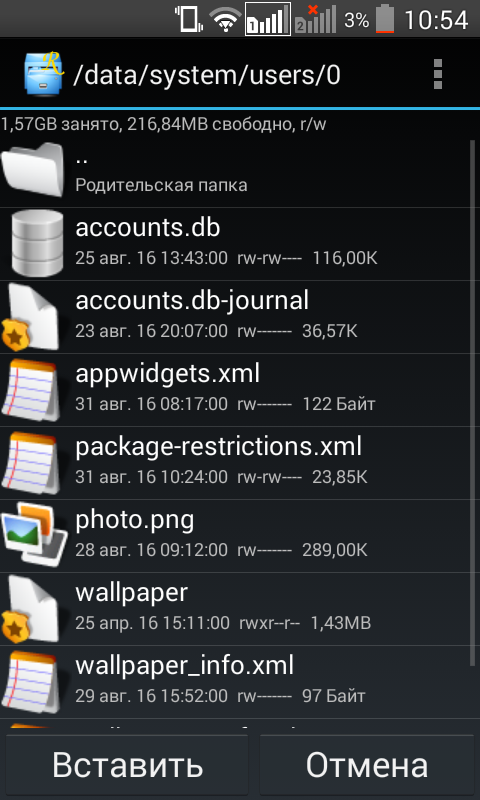 3% 10:54
/data/system/users/0
1,57GB занято, 216,84MB свободно, r/w
..
Родительская папка
accounts.db
25 авг. 16 13:43:00 rw-rw---- 116,00K
accounts.db-journal
23 авг. 16 20:07:00 rw------- 36,57K
appwidgets.xml
31 авг. 16 08:17:00 rw------- 122 Байт
package-restrictions.xml
31 авг. 16 10:24:00 rw-rw---- 23,85K
photo.png
28 авг. 16 09:12:00 rw------- 289,00K
wallpaper
25 апр. 16 15:11:00 rwxr--r-- 1,43MB
wallpaper_info.xml
29 авг. 16 15:52:00 rw------- 97 Байт
Вставить Отмена